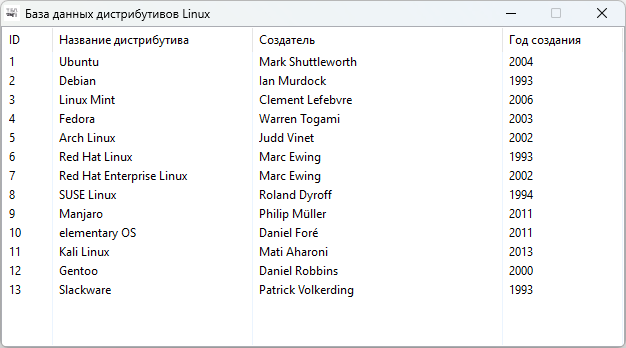 База данных дистрибутивов Linux
ID Название дистрибутива Создатель Год создания
1 Ubuntu Mark Shuttleworth 2004
2 Debian Ian Murdock 1993
3 Linux Mint Clement Lefebvre 2006
4 Fedora Warren Togami 2003
5 Arch Linux Judd Vinet 2002
6 Red Hat Linux Marc Ewing 1993
7 Red Hat Enterprise Linux Marc Ewing 2002
8 SUSE Linux Roland Dyroff 1994
9 Manjaro Philip Müller 2011
10 elementary OS Daniel Foré 2011
11 Kali Linux Mati Aharoni 2013
12 Gentoo Daniel Robbins 2000
13 Slackware Patrick Volkerding 1993